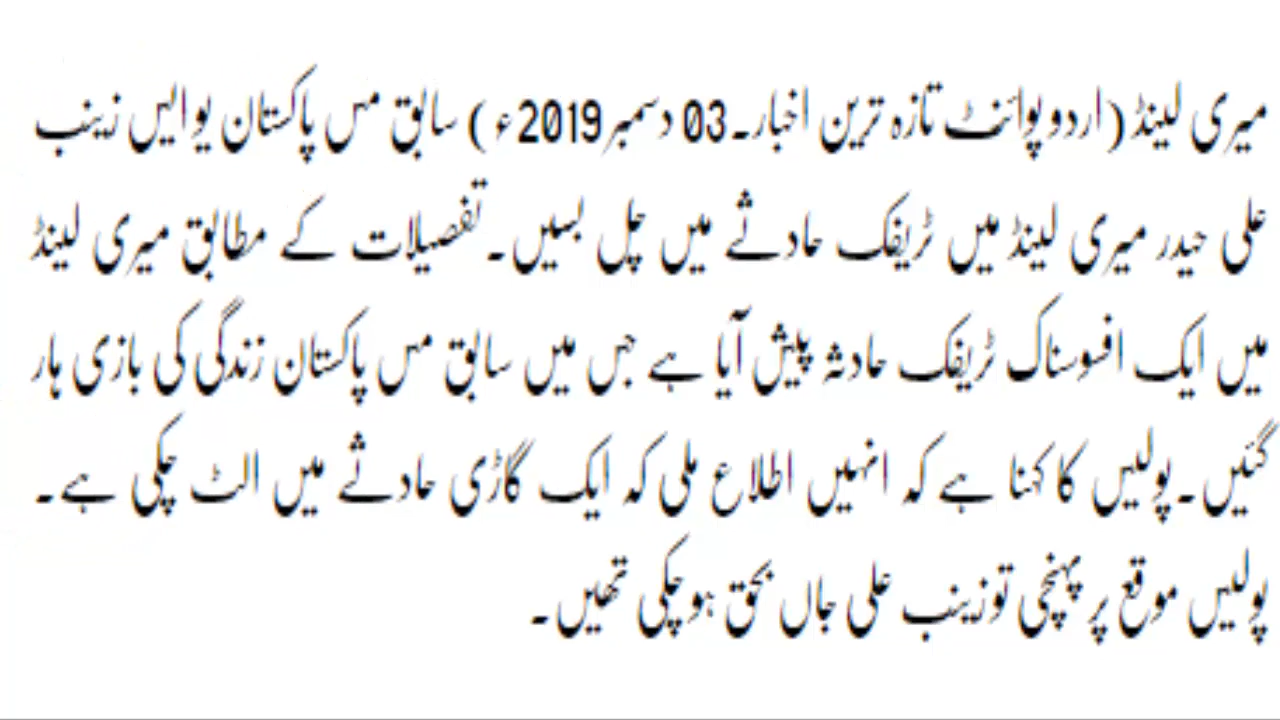 میری لینڈ (اردو پوائنٹ تازہ ترین اخبار۔03 دسمبر2019ء) سابق مس پاکستان یو ایس زینب
علی حیدر میری لینڈ میں ٹریفک حادثے میں چل بسیں۔تفصیلات کے مطابق میری لینڈ
میں ایک افسوسناک ٹریفک حادثہ پیش آیا ہے جس میں سابق مس پاکستان زندگی کی بازی ہار
گئیں۔پولیس کا کہنا ہے کہ انہیں اطلاع ملی کہ ایک گاڑی حادثے میں الٹ چکی ہے۔
پولیس موقع پر پہنچی تو زینب علی جاں بحق ہو چکی تھیں۔